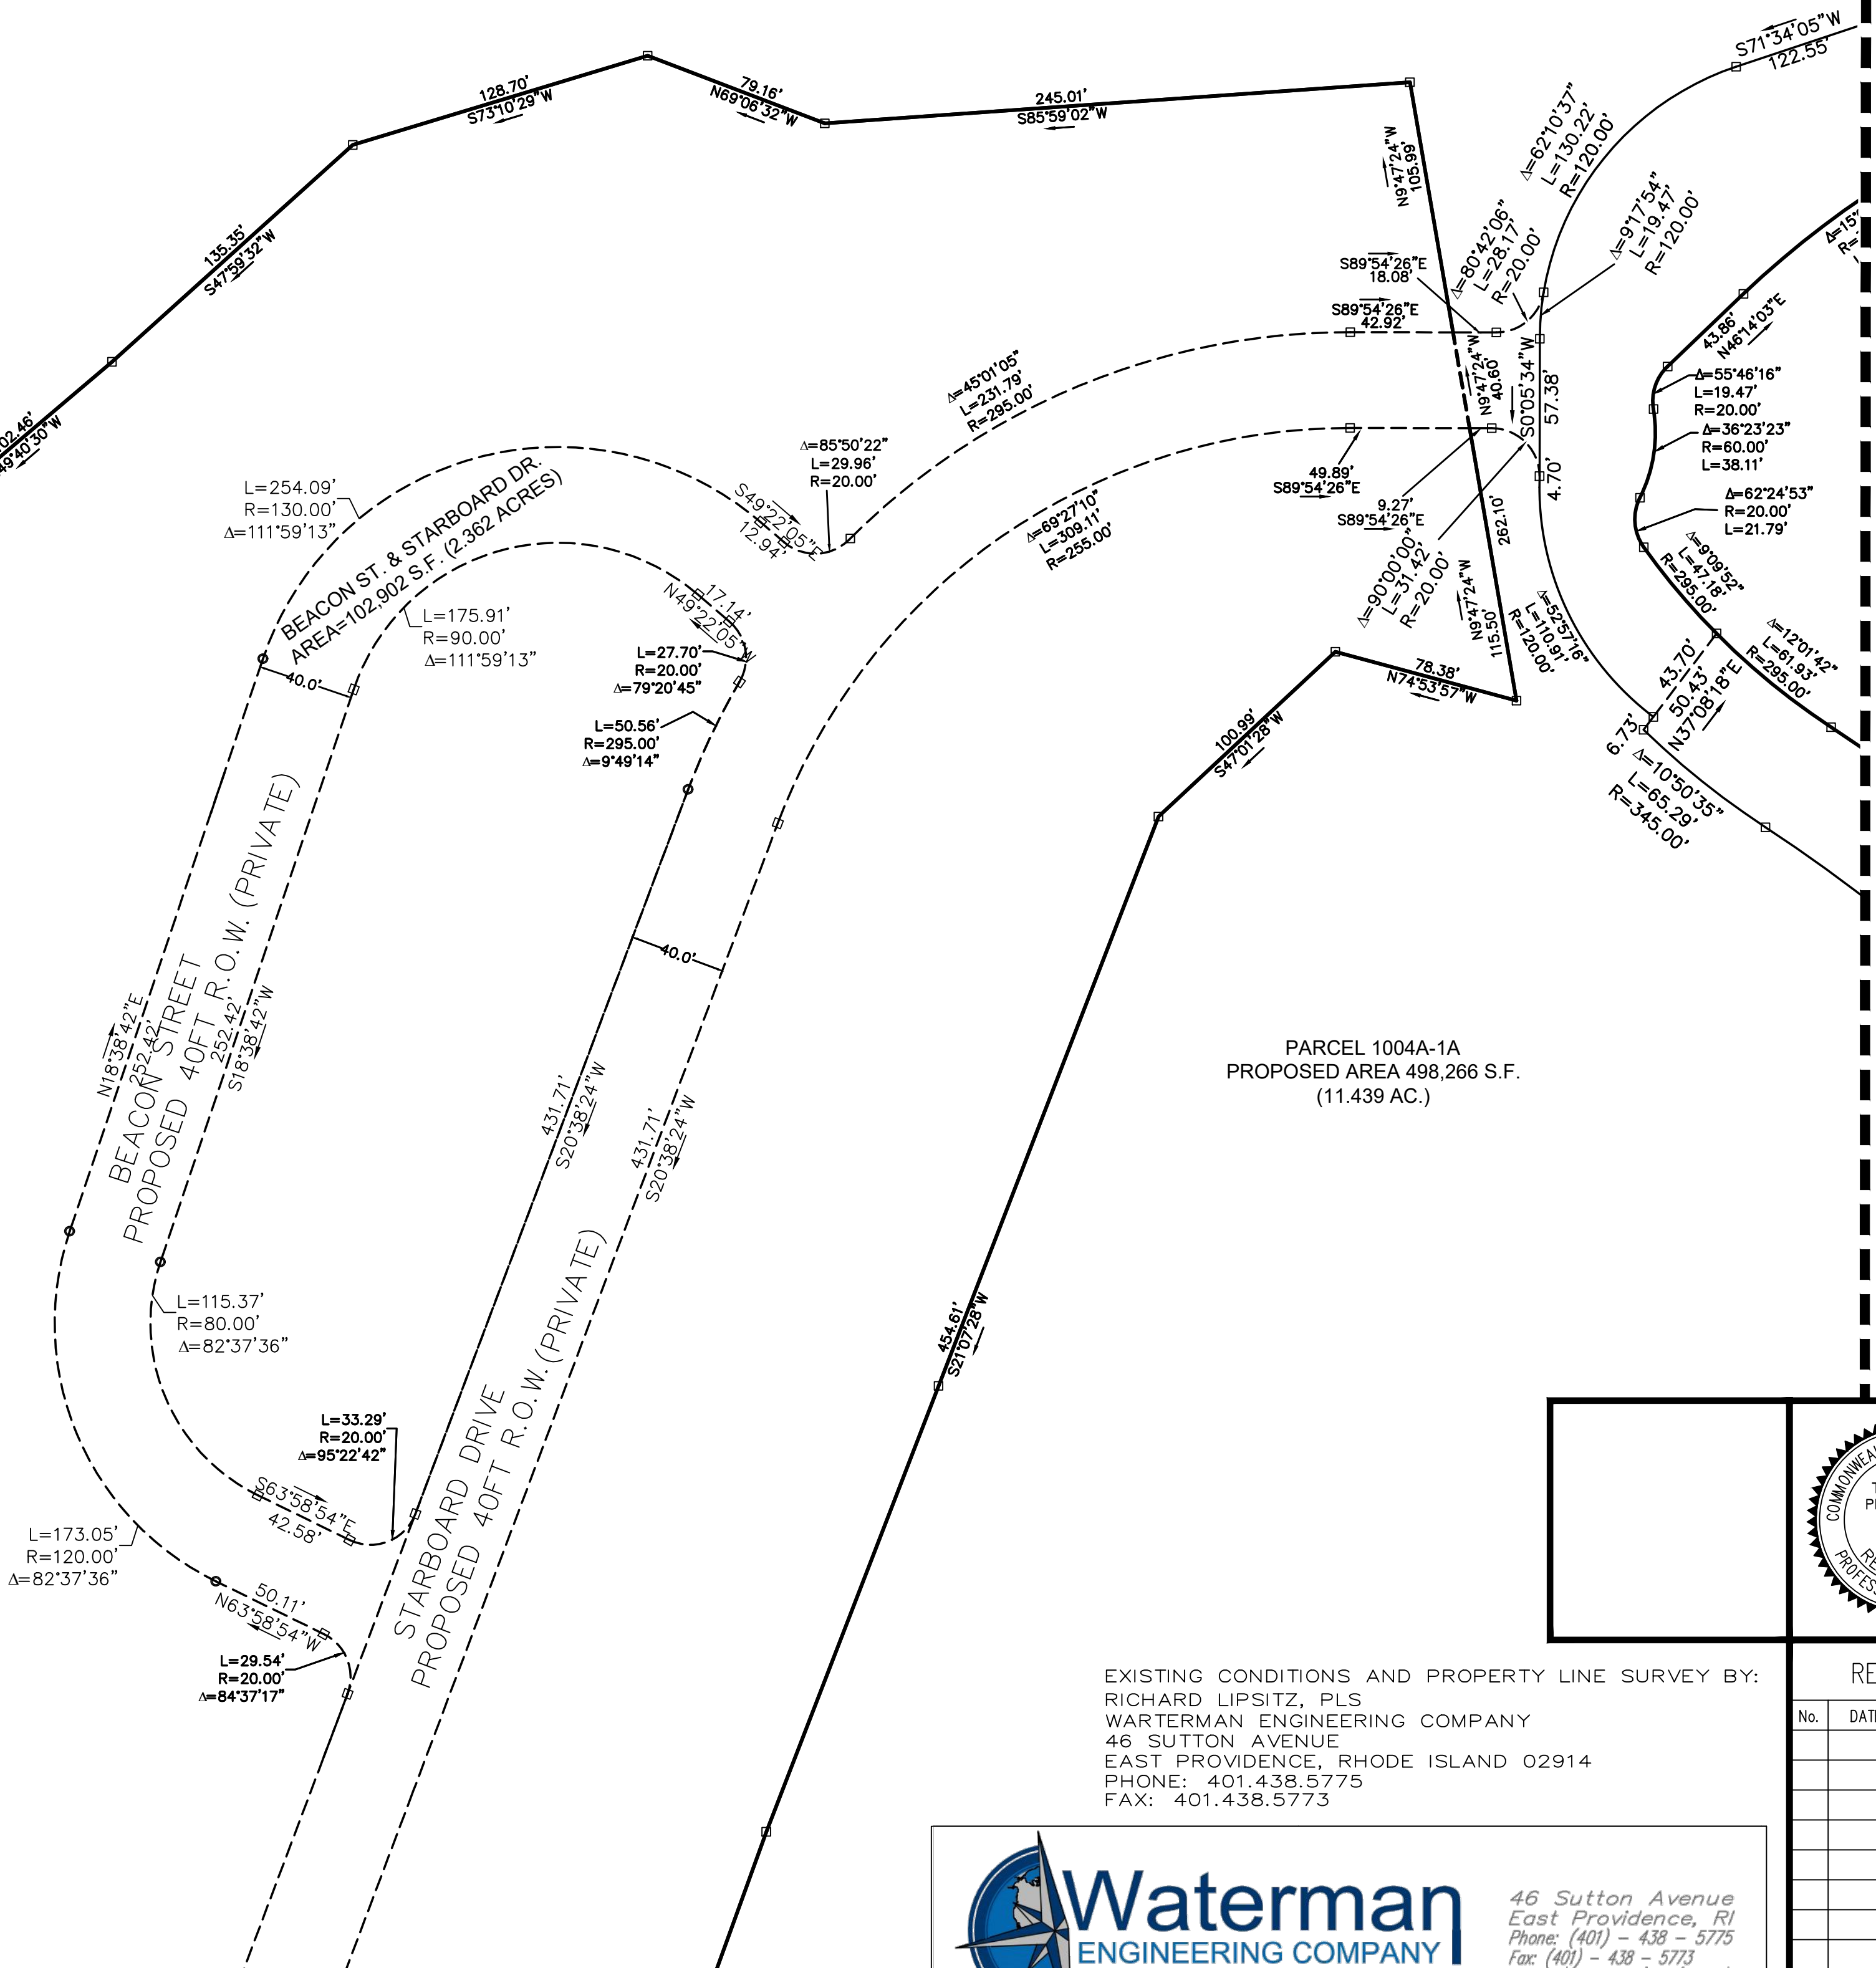 S71°34'05"W
122.55'
128.70'
S73°10'29"W
79.16'
N69°06'32"W
245.01'
S85°59'02"W
N9°47'24"W
105.99'
Δ=62°10'37"
L=130.22'
R=120.00'
Δ=9°17'54"
L=19.47'
R=120.00'
Δ=80°42'06"
L=28.17'
R=20.00'
135.35'
S47°59'32"W
S89°54'26"E
18.08'
S89°54'26"E
42.92'
Δ=15°
R=
43.86'
N46°14'03"E
02.46'
49°40'30"W
Δ=45°01'05"
L=231.79'
R=295.00'
N9°47'24"W
40.60'
S0°05'34"W
57.38'
4.70'
Δ=55°46'16"
L=19.47'
R=20.00'
Δ=36°23'23"
R=60.00'
L=38.11'
Δ=62°24'53"
R=20.00'
L=21.79'
Δ=85°50'22"
L=29.96'
R=20.00'
L=254.09'
R=130.00'
Δ=111°59'13"
BEACON ST. & STARBOARD DR.
AREA=102,902 S.F. (2.362 ACRES)
S49°22'05"E
12.94'
49.89'
S89°54'26"E
9.27'
S89°54'26"E
262.10'
Δ=69°27'10"
L=309.11'
R=255.00'
Δ=90°00'00"
L=31.42'
R=20.00'
N9°47'24"W
115.50'
Δ=52°57'16"
L=110.91'
R=120.00'
Δ=9°09'52"
L=47.18'
R=295.00'
Δ=12°01'42"
L=61.93'
R=295.00'
43.70'
50.43'
N37°08'18"E
6.73'
Δ=10°50'35"
L=65.29'
R=345.00'
L=175.91'
R=90.00'
Δ=111°59'13"
17.14'
N49°22'05"W
L=27.70'
R=20.00'
Δ=79°20'45"
L=50.56'
R=295.00'
Δ=9°49'14"
40.0'
78.38'
N74°53'57"W
100.99'
S47°01'28"W
40.0'
N18°38'42"E
252.42'
BEACON STREET
PROPOSED 40FT R.O.W. (PRIVATE)
252.42'
S18°38'42"W
431.71'
S20°38'24"W
431.71'
S20°38'24"W
PARCEL 1004A-1A
PROPOSED AREA 498,266 S.F.
(11.439 AC.)
L=115.37'
R=80.00'
Δ=82°37'36"
454.61'
S21°07'28"W
L=33.29'
R=20.00'
Δ=95°22'42"
STARBOARD DRIVE
PROPOSED 40FT R.O.W. (PRIVATE)
S63°58'54"E
42.58'
L=173.05'
R=120.00'
Δ=82°37'36"
50.11'
N63°58'54"W
L=29.54'
R=20.00'
Δ=84°37'17"
EXISTING CONDITIONS AND PROPERTY LINE SURVEY BY:
RICHARD LIPSITZ, PLS
WARTERMAN ENGINEERING COMPANY
46 SUTTON AVENUE
EAST PROVIDENCE, RHODE ISLAND 02914
PHONE: 401.438.5775
FAX: 401.438.5773
Waterman
ENGINEERING COMPANY
46 Sutton Avenue
East Providence, RI
Phone: (401) - 438 - 5775
Fax: (401) - 438 - 5773
COMMONWEA
PROFESS
RE
No. DAT